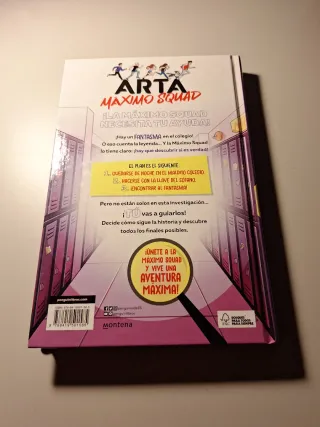 ARTA
MÁXIMO SQUAD
¡LA MÁXIMO SQUAD
NECESITA TU AYUDA!
¡Hay un FANTASMA en el colegio!
O eso cuenta la leyenda... Y la Máximo Squad
lo tiene claro: ¡hay que descubrir si es verdad!
EL PLAN ES EL SIGUIENTE:
1. QUEDARSE DE NOCHE EN EL MALDITO COLEGIO.
2. HACERSE CON LA LLAVE DEL SÓTANO.
3. ¡ENCONTRAR AL FANTASMA!
Pero no están solos en esta investigación...
¡TÚ vas a guiarlos!
Decide cómo sigue la historia y descubre
todos los finales posibles.
¡ÚNETE A LA
MÁXIMO SQUAD
Y VIVE UNA
AVENTURA
MÁXIMA!
montena